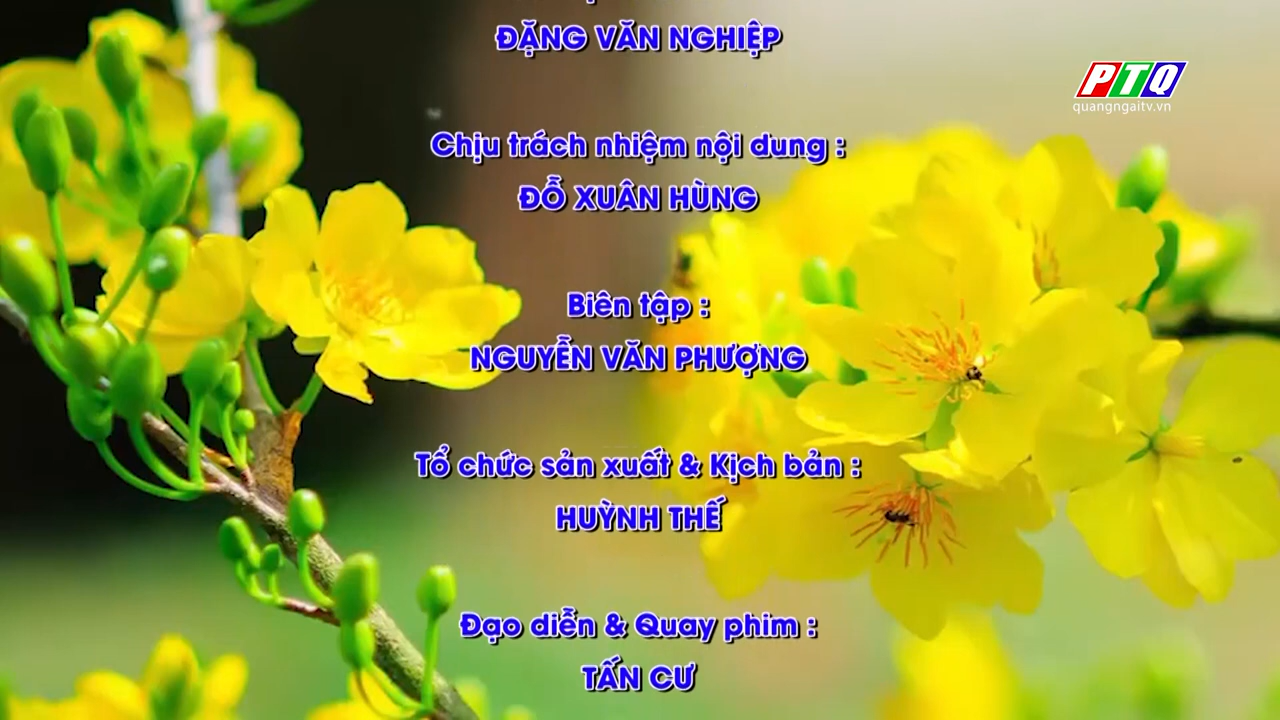 ĐẶNG VĂN NGHIỆP
PTQ
quangngaitv.vn
Chịu trách nhiệm nội dung :
ĐỖ XUÂN HÙNG
Biên tập :
NGUYỄN VĂN PHƯỢNG
Tổ chức sản xuất & Kịch bản :
HUỲNH THẾ
Đạo diễn & Quay phim :
TẤN CƯ